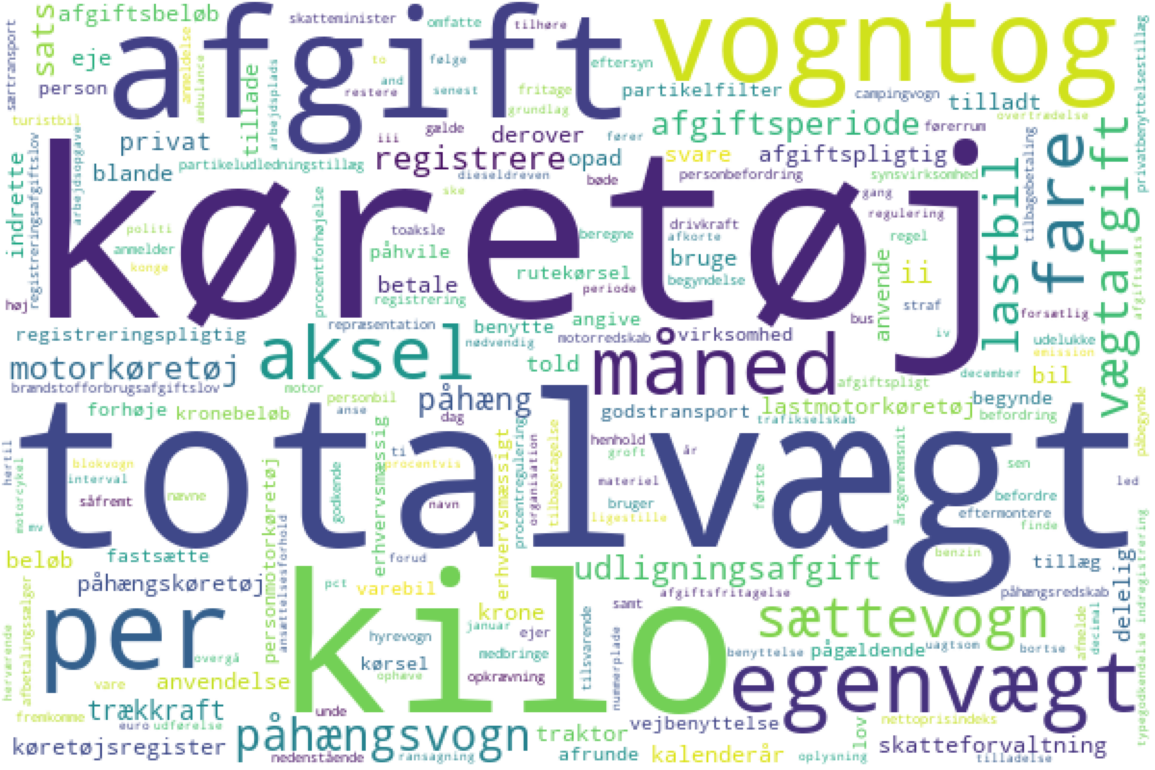 afgiftsbeløb
sats
afgift
skatteminister
omfatte
tilhøre
vogntog
særtransport
eje
person
anmeldelse
ambulance
tillade
arbejdsplads
to
and
følge
restere
senest
eftersyn
fritage
grundlag
partikelfilter
campingvogn
tilladt
overtrædelse
privatbenyttelsestillæg
turistbil
privat
blande
indrette
registreringsafgiftslov
arbejdsopgave
partikeludledningstillæg
iii
gælde
derover
fører
registrere
opad
dieseldreven
bøde
afgiftsperiode
førerrum
svare
afgiftspligtig
personbefordring
synsvirksomhed
lastbil
fare
tilbagebetaling
vægtafgift
afgiftssats
køretøj
politi
anmelder
konge
høj
procentforhøjelse
ske
toaksle
påhvile
betale
registrering
beregne
rutekørsel
periode
drivkraft
afkorte
bruge
begyndelse
gang
regulering
regel
anvende
ii
straf
iv
bus
forsætlig
registreringspligtig
repræsentation
benytte
nødvendig
angive
motorredskab
virksomhed
udelukke
emission
motorkøretøj
aksel
told
måned
afgiftspligt
december
bil
brændstofforbrugsafgiftslov
motor
personbil
anse
påhæng
dag
godstransport
lastmotorkøretøj
trafikselskab
begynde
befordring
påbegynde
forhøje
kronebeløb
totalvægt
hertil
motorcykel
mv
blokvogn
interval
såfremt
nævne
personmotorkøretøj
ansættelsesforhold
godkende
erhvervsmæssig
ti
procentvis
navn
forud
erhvervsmæssigt
procentregulering
organisation
tilbagetagelse
henhold
groft
materiel
bruger
ligestille
år
første
årsgennemsnit
sen
befordre
eftermontere
finde
led
indregistrering
typegodkendelse
beløb
fastsætte
påhængskøretøj
pct
varebil
udligningsafgift
afgiftsfritagelse
benzin
tillæg
påhængsredskab
delelig
per
kilo
krone
januar
ejer
samt
medbringe
tilsvarende
nummerplade
sættevogn
benyttelse
pågældende
uagtsom
bortse
afmelde
decimal
herværende
afbetalingssælger
overgå
vare
anvendelse
hyrevogn
kørsel
ophæve
opkrævning
egenvægt
fremkomme
trækkraft
euro
udførelse
unde
køretøjsregister
påhængsvogn
nedenstående
ransagning
traktor
afrunde
vejbenyttelse
kalenderår
oplysning
lov
nettoprisindeks
skatteforvaltning
tilladelse